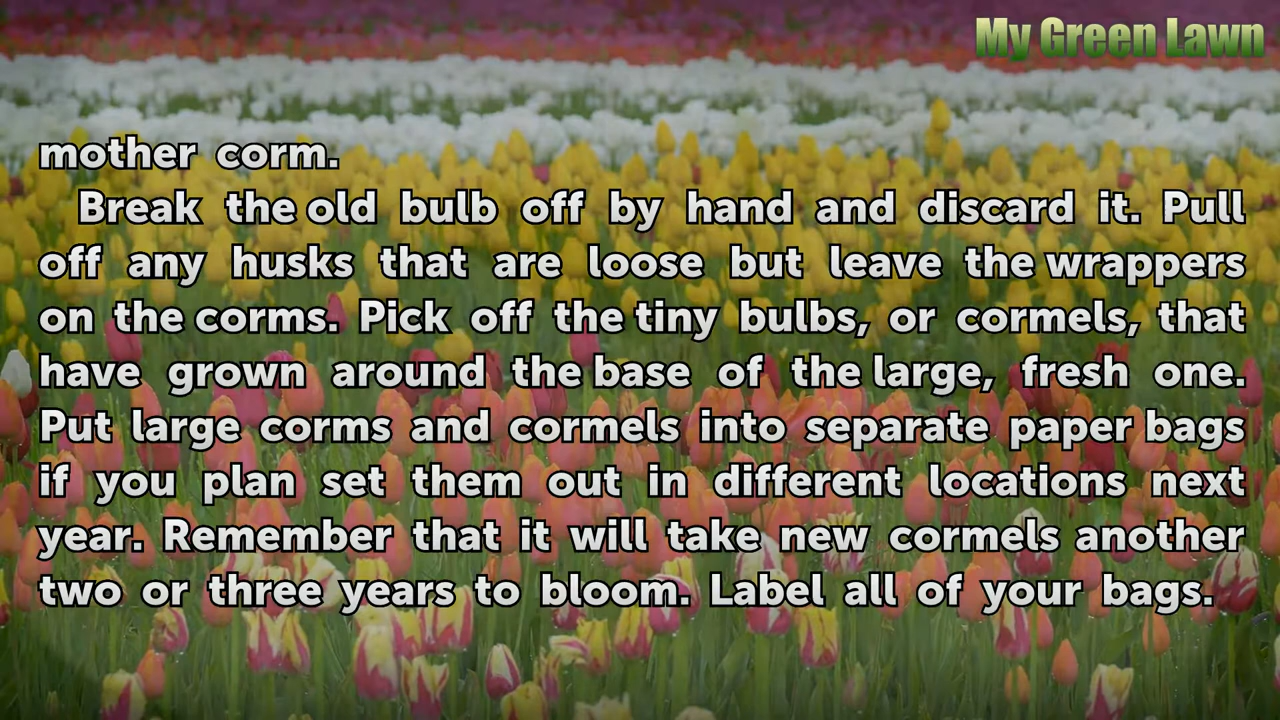 My Green Lawn
mother corm.
Break the old bulb off by hand and discard it. Pull
off any husks that are loose but leave the wrappers
on the corms. Pick off the tiny bulbs, or cormels, that
have grown around the base of the large, fresh one.
Put large corms and cormels into separate paper bags
if you plan set them out in different locations next
year. Remember that it will take new cormels another
two or three years to bloom. Label all of your bags.